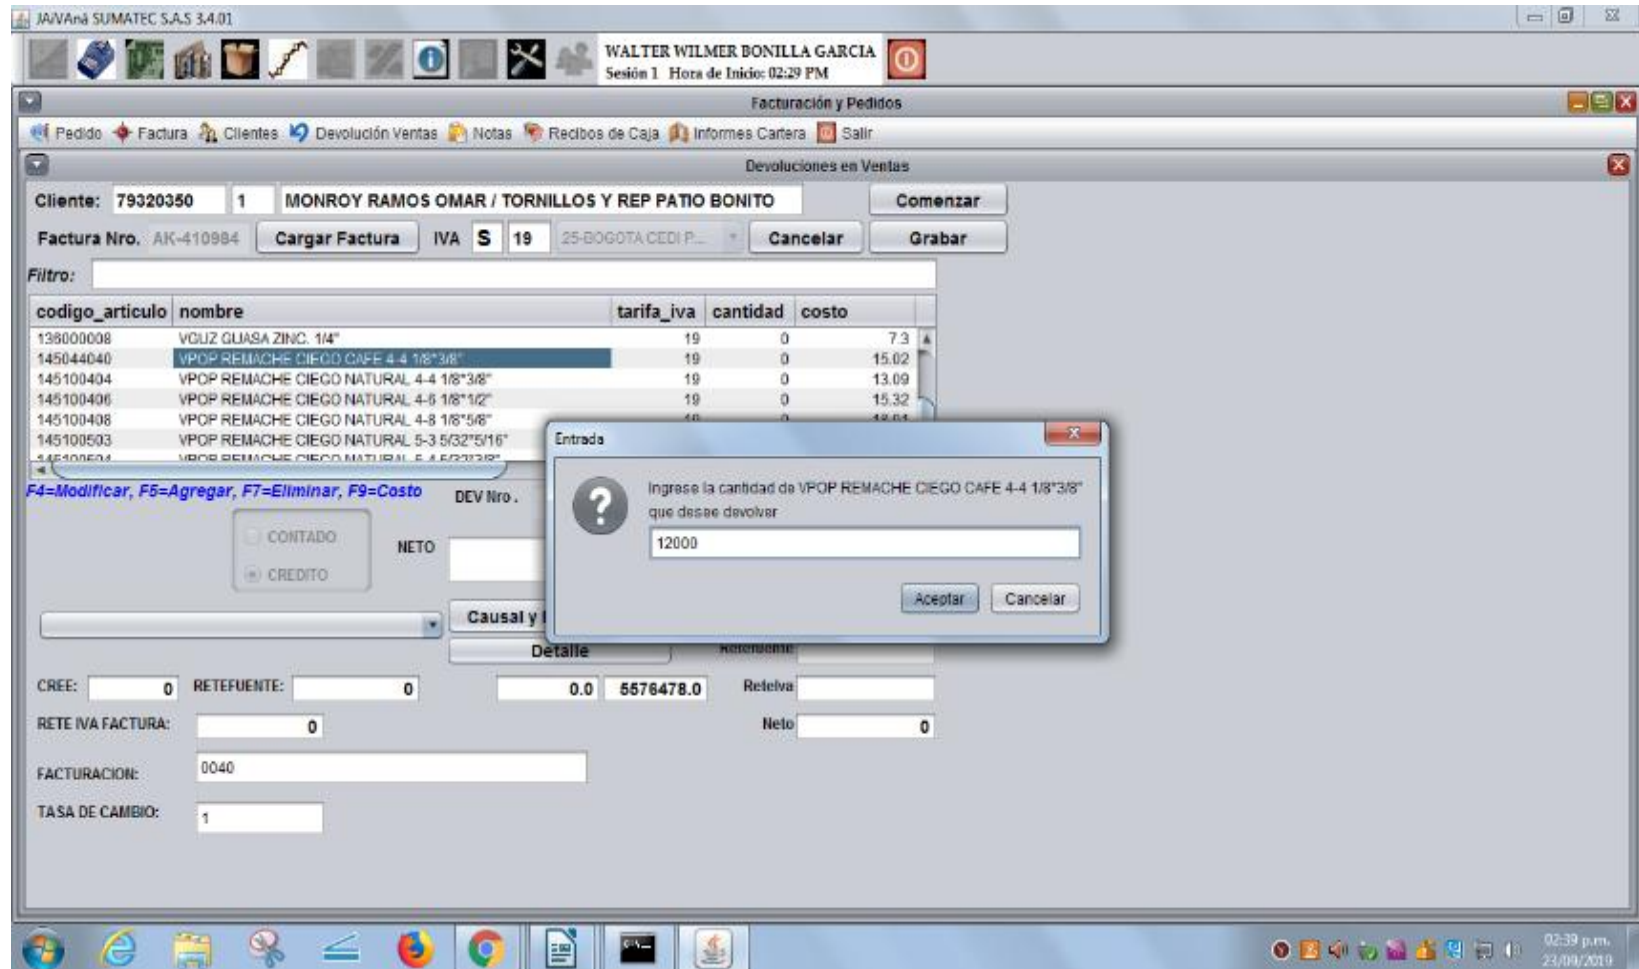 JAiVAná SUMATEC S.A.S 3.4.01
WALTER WILMER BONILLA GARCIA
Sesión 1 Hora de Inicio: 02:29 PM
Facturación y Pedidos
Pedido Factura Clientes Devolución Ventas Notas Recibos de Caja Informes Cartera Salir
Devoluciones en Ventas
Cliente: 79320350 1 MONROY RAMOS OMAR / TORNILLOS Y REP PATIO BONITO Comenzar
Factura Nro. AK-410984 Cargar Factura IVA S 19 25-BOGOTA CEDI P... Cancelar Grabar
Filtro:
codigo_articulo nombre tarifa_iva cantidad costo
136000008 VGUZ GUASA ZINC. 1/4" 19 0 7.3
145044040 VPOP REMACHE CIEGO CAFE 4-4 1/8"3/8" 19 0 15.02
145100404 VPOP REMACHE CIEGO NATURAL 4-4 1/8"3/8" 19 0 13.09
145100406 VPOP REMACHE CIEGO NATURAL 4-6 1/8"1/2" 19 0 15.32
145100408 VPOP REMACHE CIEGO NATURAL 4-8 1/8"5/8"
145100503 VPOP REMACHE CIEGO NATURAL 5-3 5/32"5/16"
Entrada
Ingrese la cantidad de VPOP REMACHE CIEGO CAFE 4-4 1/8"3/8"
que desee devolver
12000
Aceptar Cancelar
F4=Modificar, F5=Agregar, F7=Eliminar, F9=Costo DEV Nro .
CONTADO
NETO
CREDITO
Causal y
Detalle
CREE: 0 RETEFUENTE: 0 0.0 5576478.0 ReteIva
RETE IVA FACTURA: 0 Neto 0
FACTURACION: 0040
TASA DE CAMBIO: 1
02:39 p.m.
23/09/2019